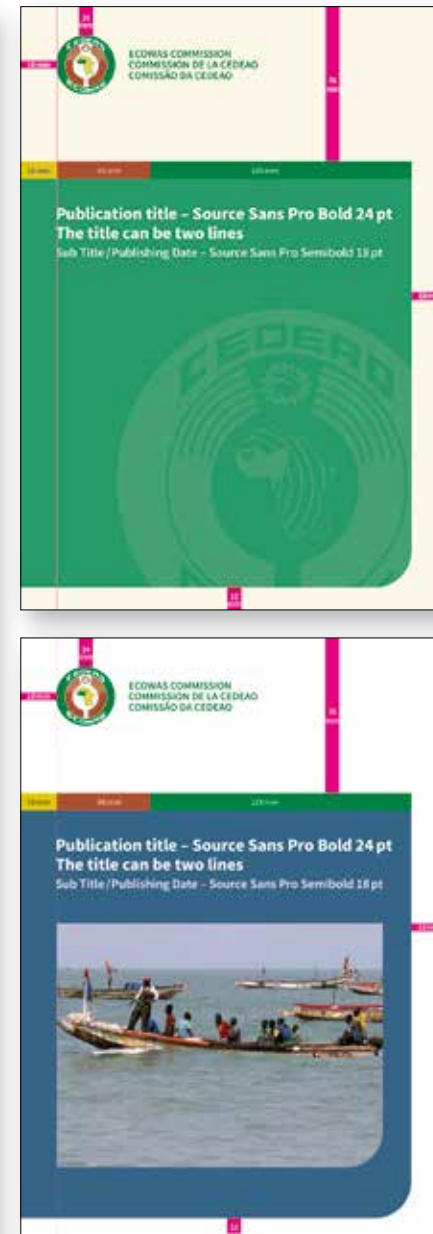 ECOWAS COMMISSION
COMMISSION DE LA CEDEAO
COMISSÃO DA CEDEAO
Publication title – Source Sans Pro Bold 24 pt
The title can be two lines
Sub Title / Publishing Date – Source Sans Pro Semibold 18 pt
CEDEAO
ECOWAS COMMISSION
COMMISSION DE LA CEDEAO
COMISSÃO DA CEDEAO
Publication title – Source Sans Pro Bold 24 pt
The title can be two lines
Sub Title / Publishing Date – Source Sans Pro Semibold 18 pt